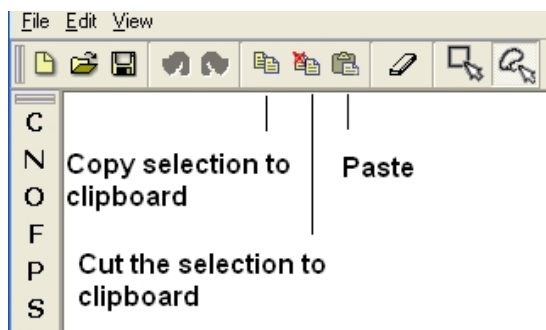 File Edit View
C
N
O
F
P
S
Copy selection to
clipboard
Paste
Cut the selection to
clipboard